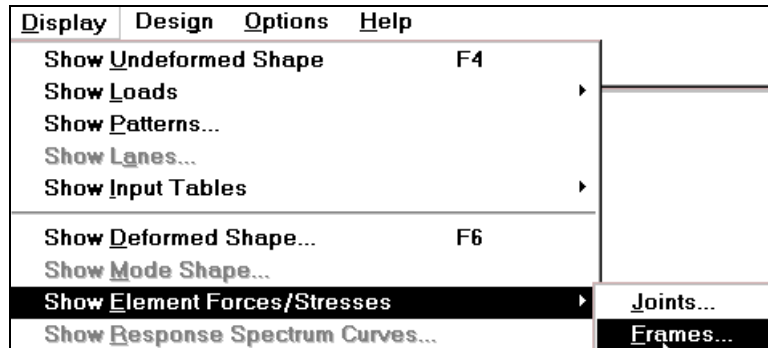 Display Design Options Help
Show Undeformed Shape F4
Show Loads
Show Patterns...
Show Lanes...
Show Input Tables
Show Deformed Shape... F6
Show Mode Shape...
Show Element Forces/Stresses
Joints...
Show Response Spectrum Curves...
Frames...